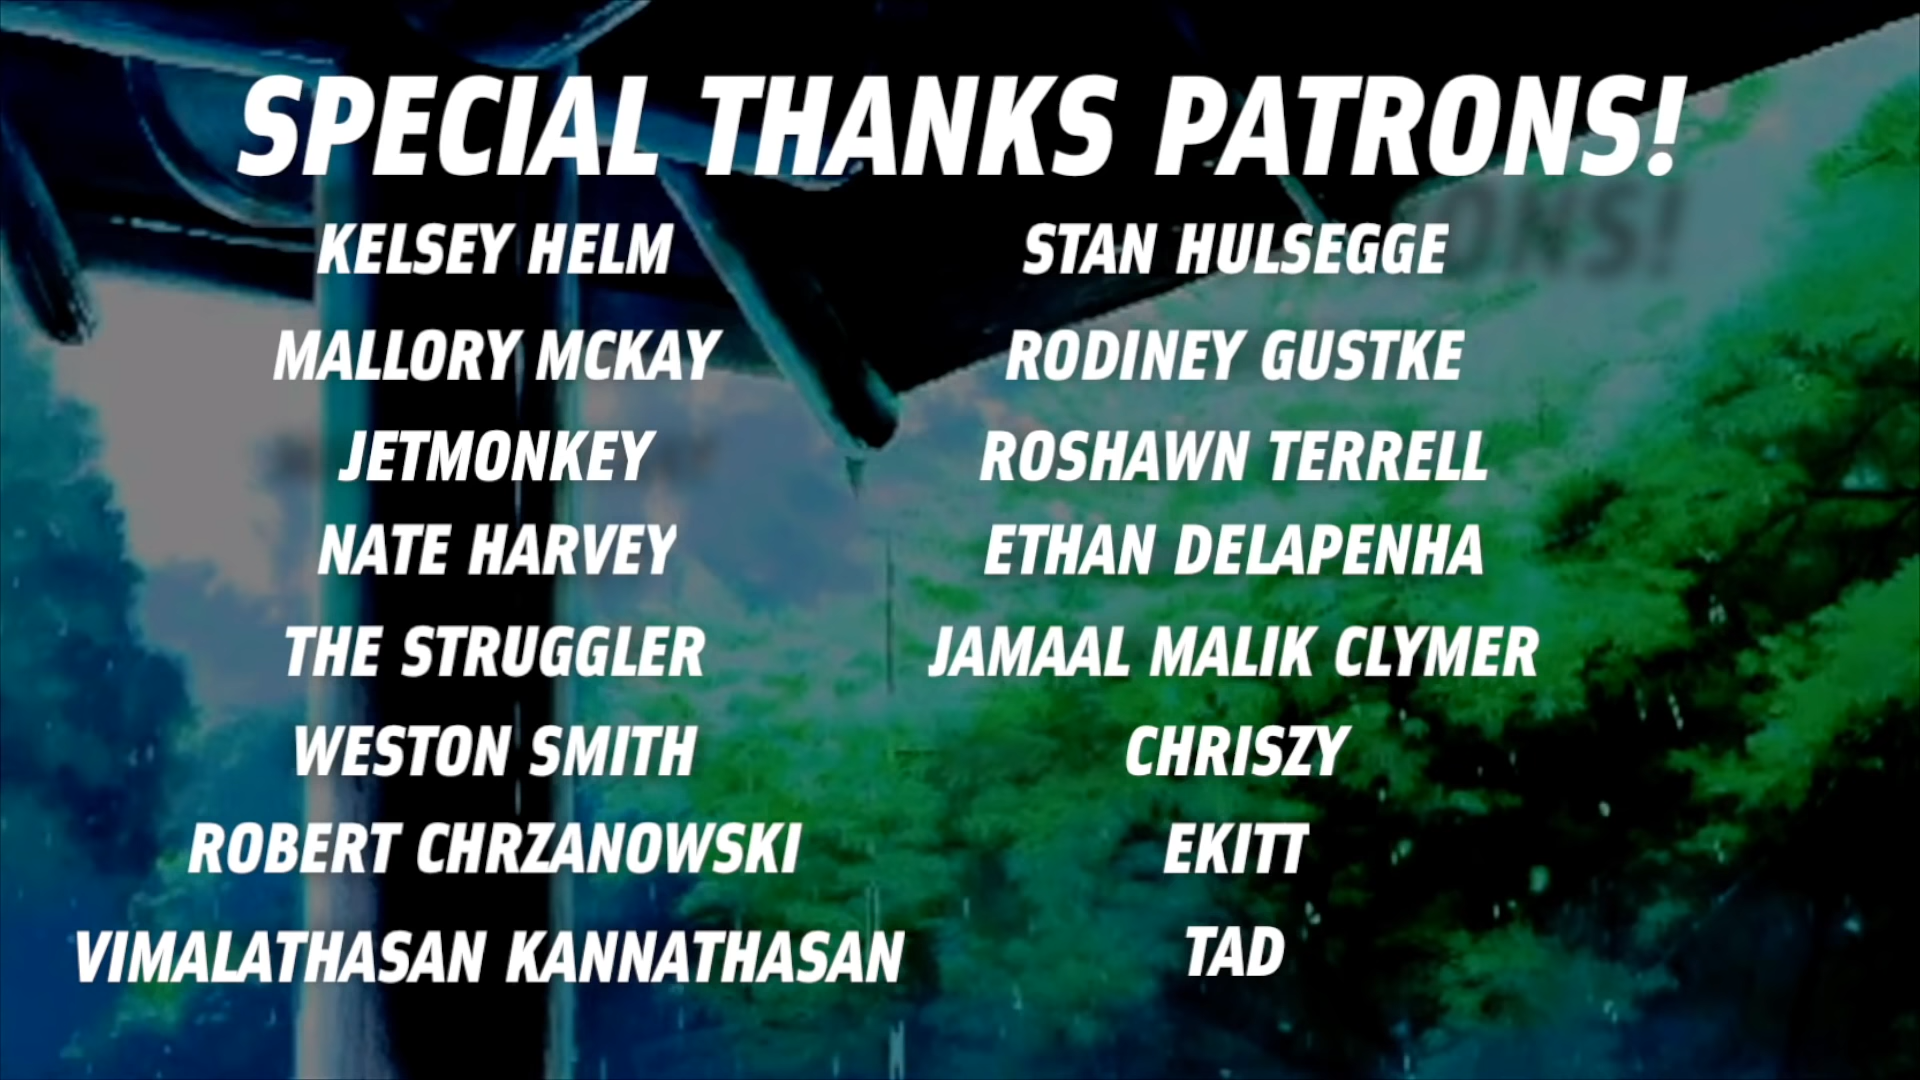 SPECIAL THANKS PATRONS!
KELSEY HELM
MALLORY MCKAY
JETMONKEY
NATE HARVEY
THE STRUGGLER
WESTON SMITH
ROBERT CHRZANOWSKI
VIMALATHASAN KANNATHASAN
STAN HULSEGGE
RODINEY GUSTKE
ROSHAWN TERRELL
ETHAN DELAPENHA
JAMAAL MALIK CLYMER
CHRISZY
EKITT
TAD